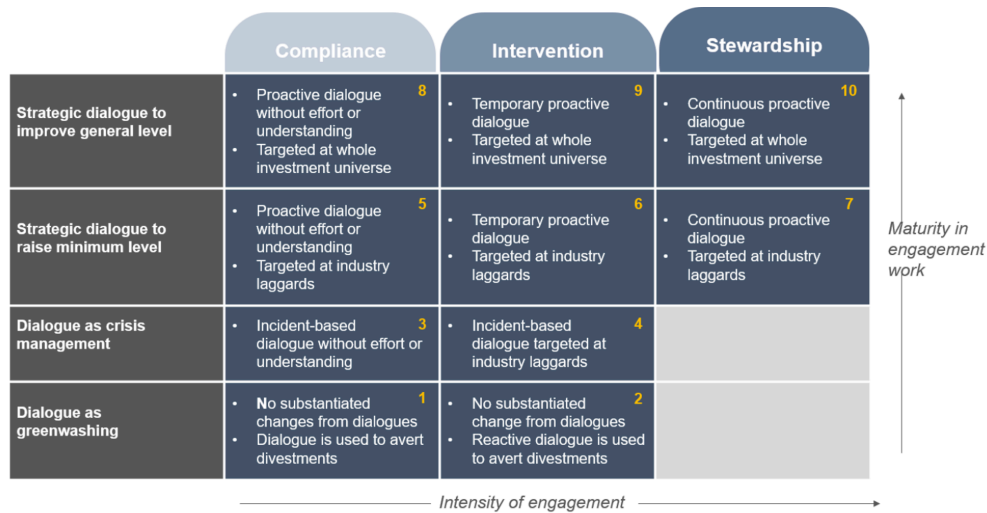 Compliance
Intervention
Stewardship
Strategic dialogue to
improve general level
8
• Proactive dialogue
without effort or
understanding
• Targeted at whole
investment universe
9
• Temporary proactive
dialogue
• Targeted at whole
investment universe
10
• Continuous proactive
dialogue
• Targeted at whole
investment universe
Strategic dialogue to
raise minimum level
5
• Proactive dialogue
without effort or
understanding
• Targeted at industry
laggards
6
• Temporary proactive
dialogue
• Targeted at industry
laggards
7
• Continuous proactive
dialogue
• Targeted at industry
laggards
Dialogue as crisis
management
3
• Incident-based
dialogue without effort or
understanding
4
• Incident-based
dialogue targeted at
industry laggards
Dialogue as
greenwashing
1
• No substantiated
changes from dialogues
• Dialogue is used to avert
divestments
2
• No substantiated
change from dialogues
• Reactive dialogue is used
to avert divestments
Maturity in
engagement
work
Intensity of engagement